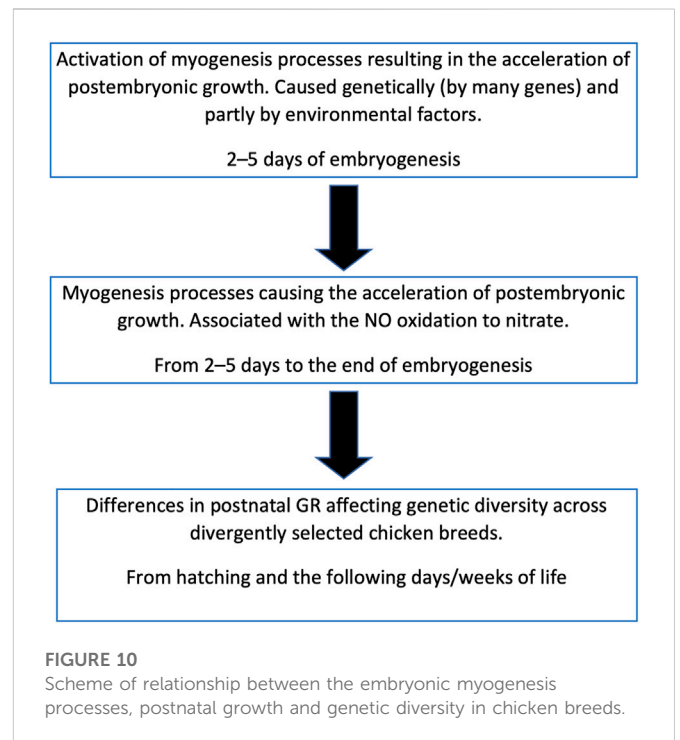 Activation of myogenesis processes resulting in the acceleration of
postembryonic growth. Caused genetically (by many genes) and
partly by environmental factors.
2–5 days of embryogenesis
Myogenesis processes causing the acceleration of postembryonic
growth. Associated with the NO oxidation to nitrate.
From 2–5 days to the end of embryogenesis
Differences in postnatal GR affecting genetic diversity across
divergently selected chicken breeds.
From hatching and the following days/weeks of life
FIGURE 10
Scheme of relationship between the embryonic myogenesis
processes, postnatal growth and genetic diversity in chicken breeds.